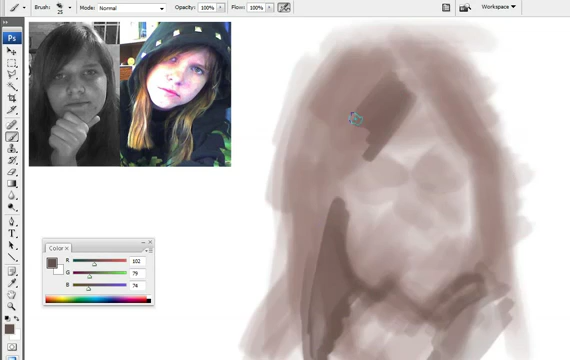 Brush: 25 Mode: Normal Opacity: 100% Flow: 100% Workspace
Ps
Color ×
R 102
G 79
B 74